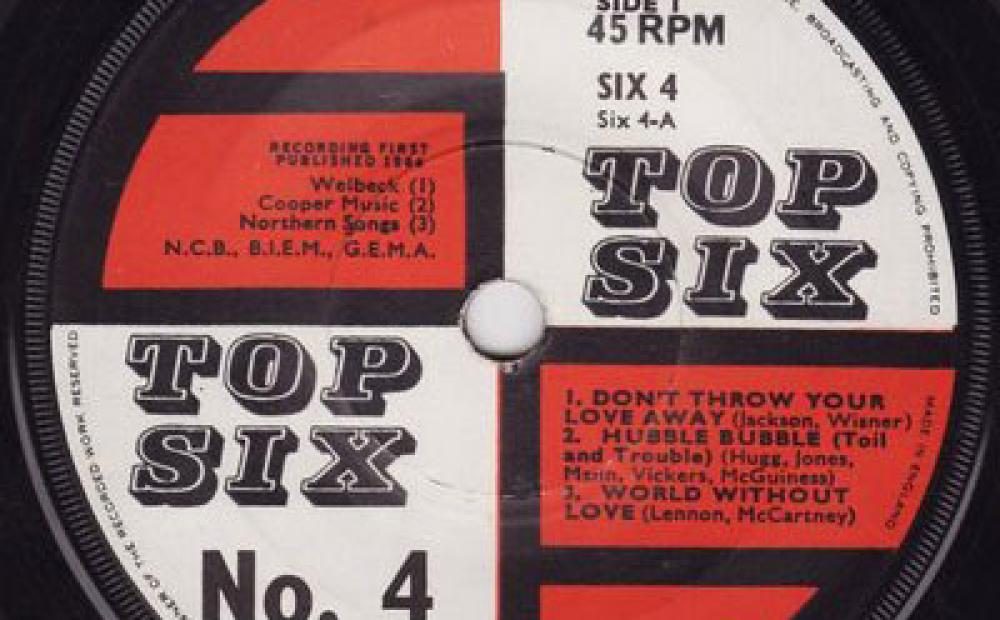 SIDE 1
45 RPM
SIX 4
Six 4-A
TOP
SIX
RECORDING FIRST
PUBLISHED 1964
Welbeck (1)
Cooper Music (2)
Northern Songs (3)
N.C.B., B.I.E.M., G.E.M.A.
TOP
SIX
No. 4
1. DON'T THROW YOUR
LOVE AWAY (Jackson, Wisner)
2. HUBBLE BUBBLE (Toil
and Trouble) (Hugg, Jones,
Mann, Vickers, McGuiness)
3. WORLD WITHOUT
LOVE (Lennon, McCartney)
MADE IN ENGLAND
BROADCASTING AND COPYING PROHIBITED
OF THE RECORDED WORK RESERVED